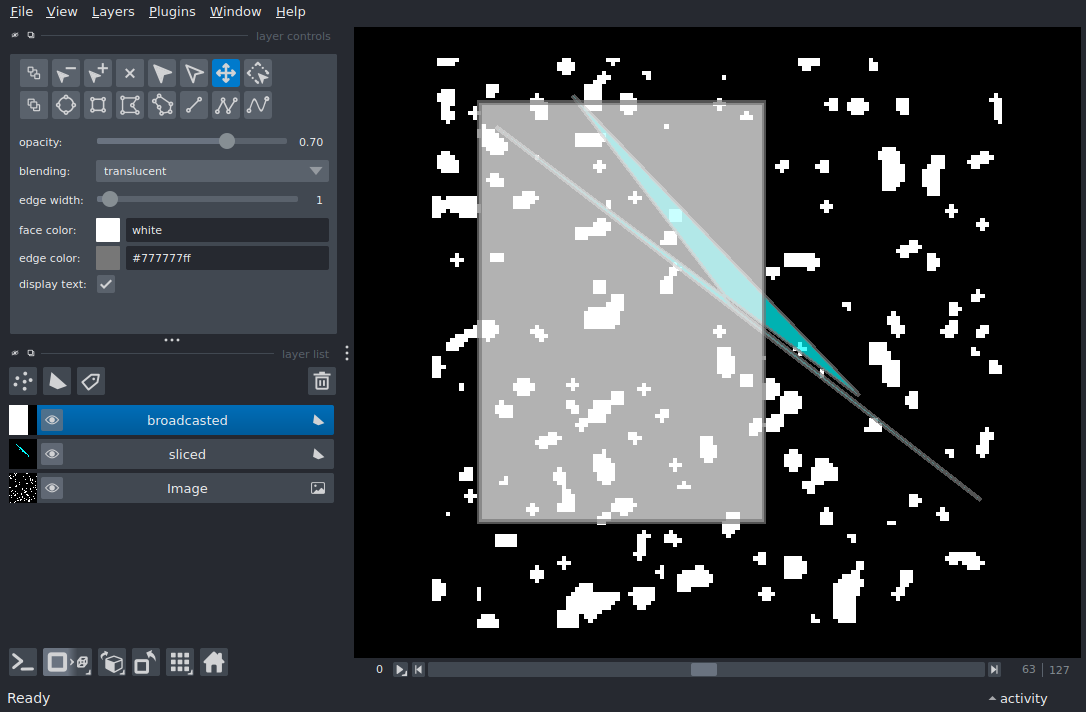 File View Layers Plugins Window Help
layer controls
opacity: 0.70
blending: translucent
edge width: 1
face color: white
edge color: #777777ff
display text:
layer list
broadcasted
sliced
Image
0 63 127
Ready activity